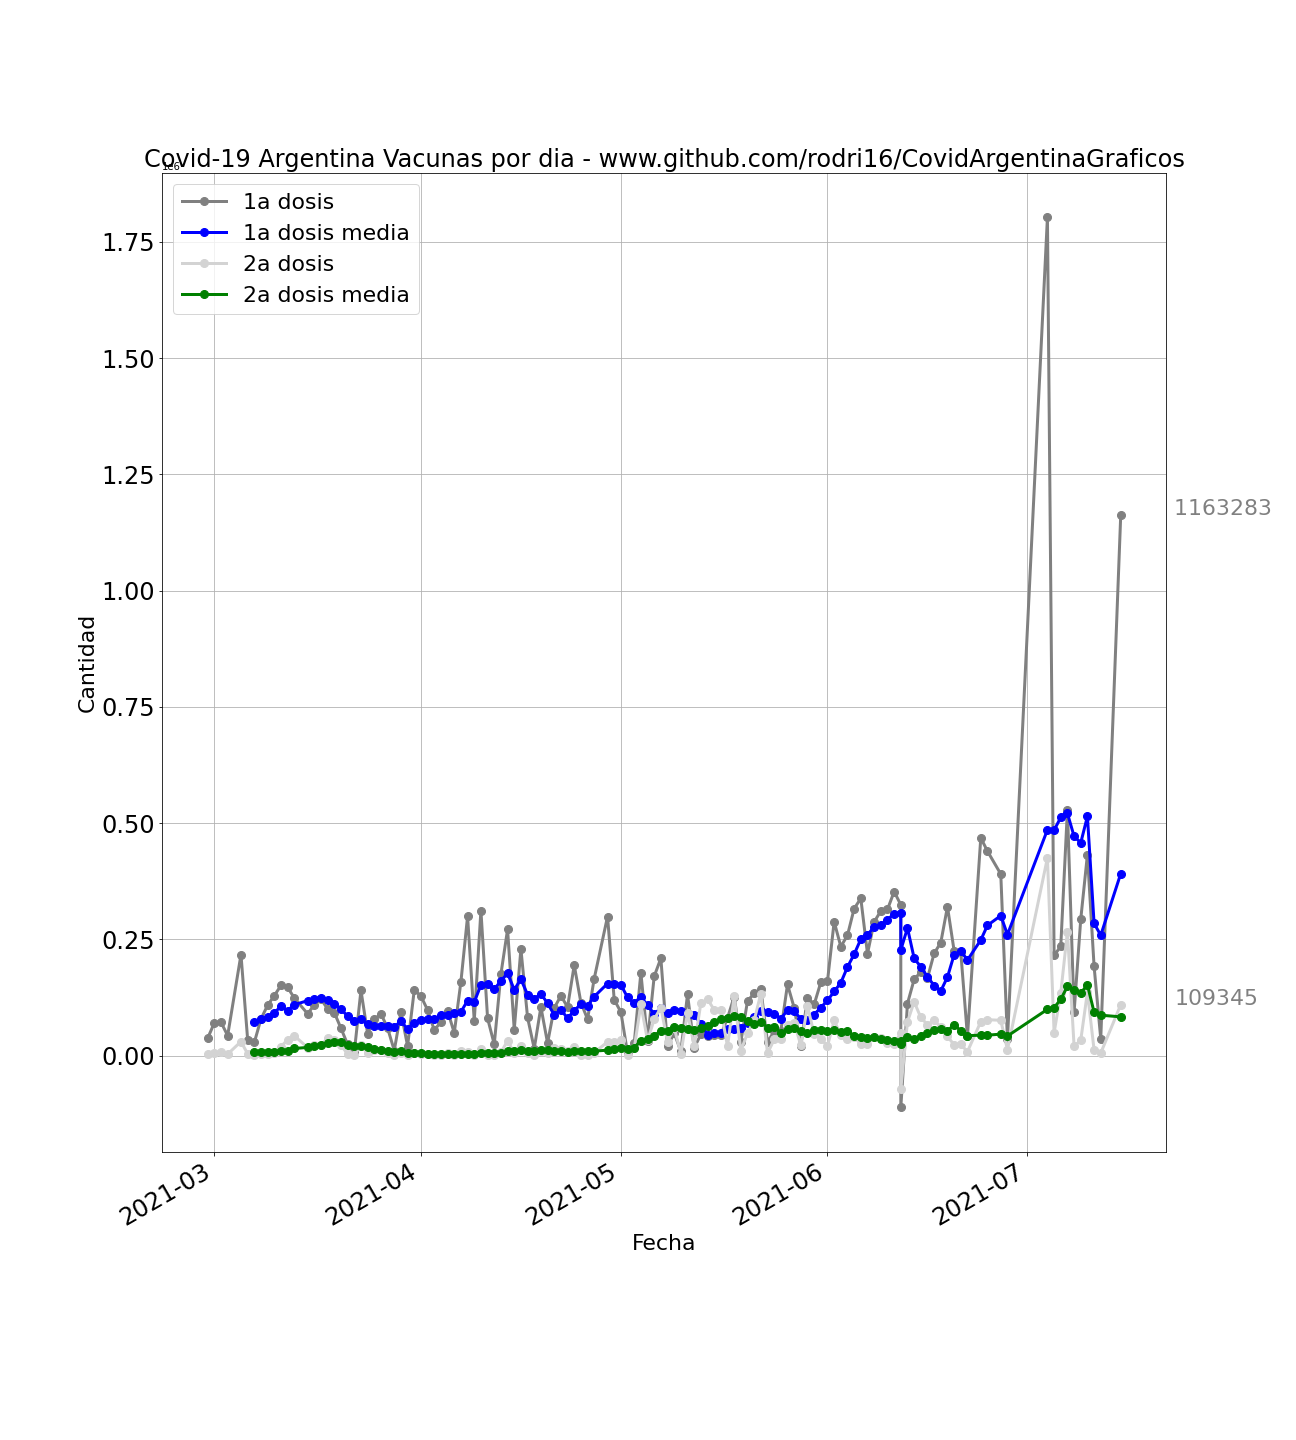 Covid-19 Argentina Vacunas por dia - www.github.com/rodri16/CovidArgentinaGraficos
1e6
1a dosis
1a dosis media
2a dosis
2a dosis media
1.75
1.50
1.25
1.00
0.75
0.50
0.25
0.00
Cantidad
1163283
109345
2021-03
2021-04
2021-05
2021-06
2021-07
Fecha